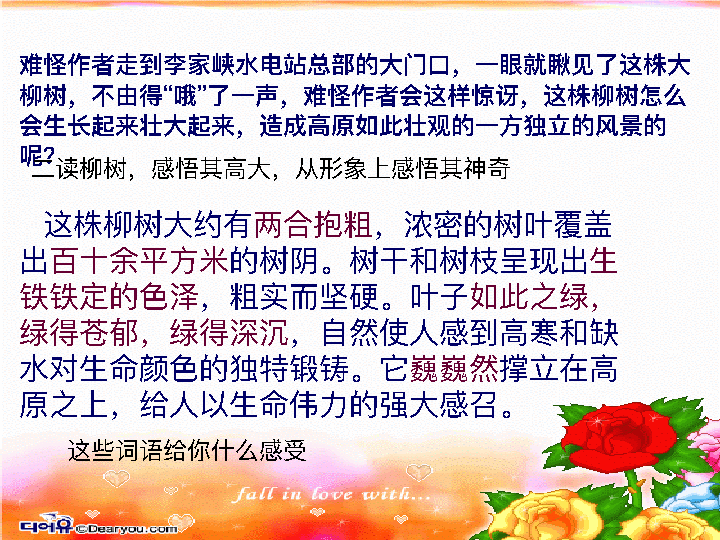 难怪作者走到李家峡水电站总部的大门口，一眼就瞅见了这株大
柳树，不由得“哦”了一声，难怪作者会这样惊讶，这株柳树怎么
会生长起来壮大起来，造成高原如此壮观的一方独立的风景的
呢？
二读柳树，感悟其高大，从形象上感悟其神奇
这株柳树大约有两合抱粗，浓密的树叶覆盖
出百十余平方米的树阴。树干和树枝呈现出生
铁铁定的色泽，粗实而坚硬。叶子如此之绿，
绿得苍郁，绿得深沉，自然使人感到高寒和缺
水对生命颜色的独特锻铸。它巍巍然撑立在高
原之上，给人以生命伟力的强大感召。
这些词语给你什么感受
fall in love with...
디어유 ©Dearyou.com